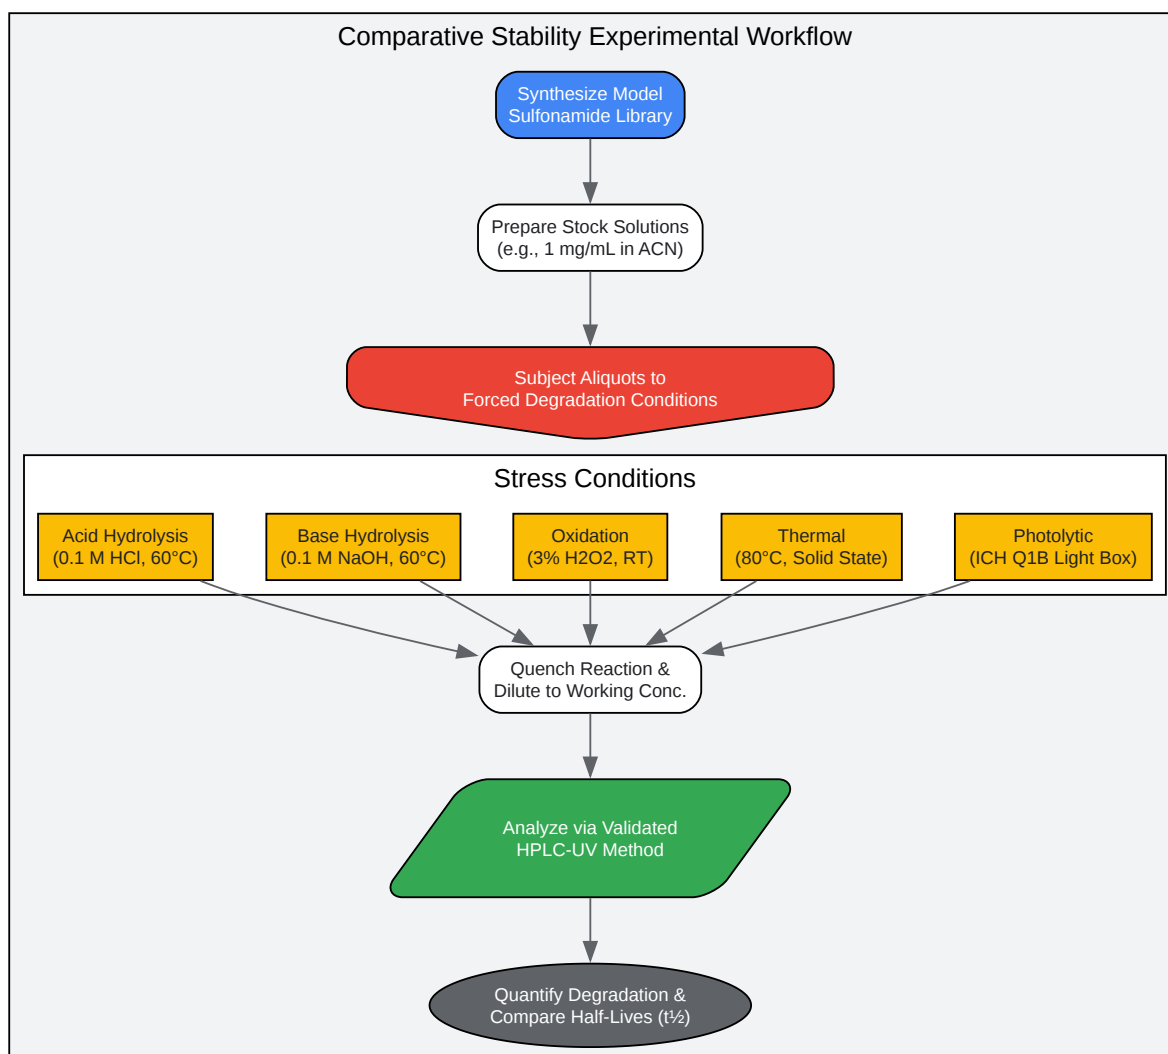 Comparative Stability Experimental Workflow
Synthesize Model
Sulfonamide Library
Prepare Stock Solutions
(e.g., 1 mg/mL in ACN)
Subject Aliquots to
Forced Degradation Conditions
Stress Conditions
Acid Hydrolysis
(0.1 M HCl, 60°C)
Base Hydrolysis
(0.1 M NaOH, 60°C)
Oxidation
(3% H2O2, RT)
Thermal
(80°C, Solid State)
Photolytic
(ICH Q1B Light Box)
Quench Reaction &
Dilute to Working Conc.
Analyze via Validated
HPLC-UV Method
Quantify Degradation &
Compare Half-Lives (t½)